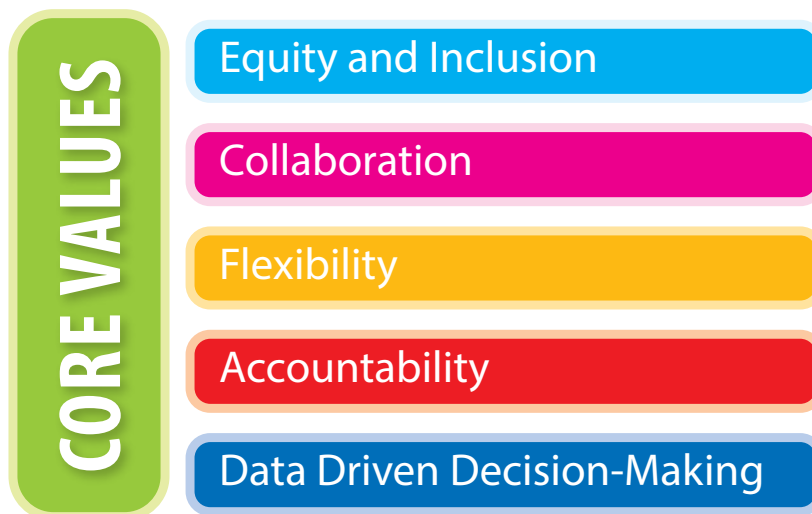 CORE VALUES
Equity and Inclusion
Collaboration
Flexibility
Accountability
Data Driven Decision-Making